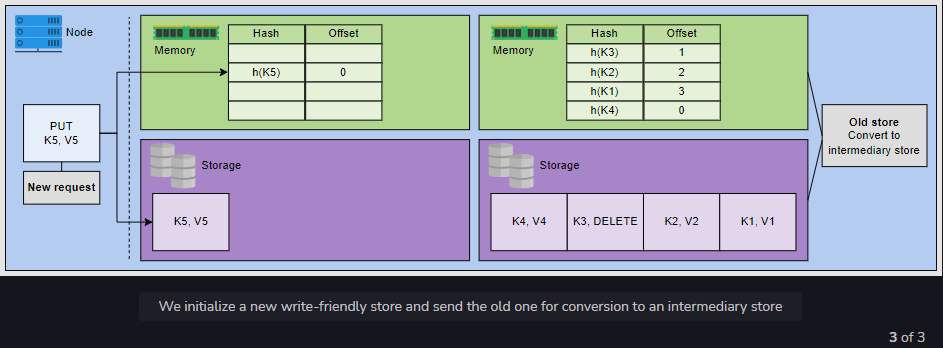 Node
PUT
K5, V5
New request
Memory
Hash Offset
h(K5) 0
Storage
K5, V5
Memory
Hash Offset
h(K3) 1
h(K2) 2
h(K1) 3
h(K4) 0
Storage
K4, V4 K3, DELETE K2, V2 K1, V1
Old store
Convert to
intermediary store
We initialize a new write-friendly store and send the old one for conversion to an intermediary store
3 of 3